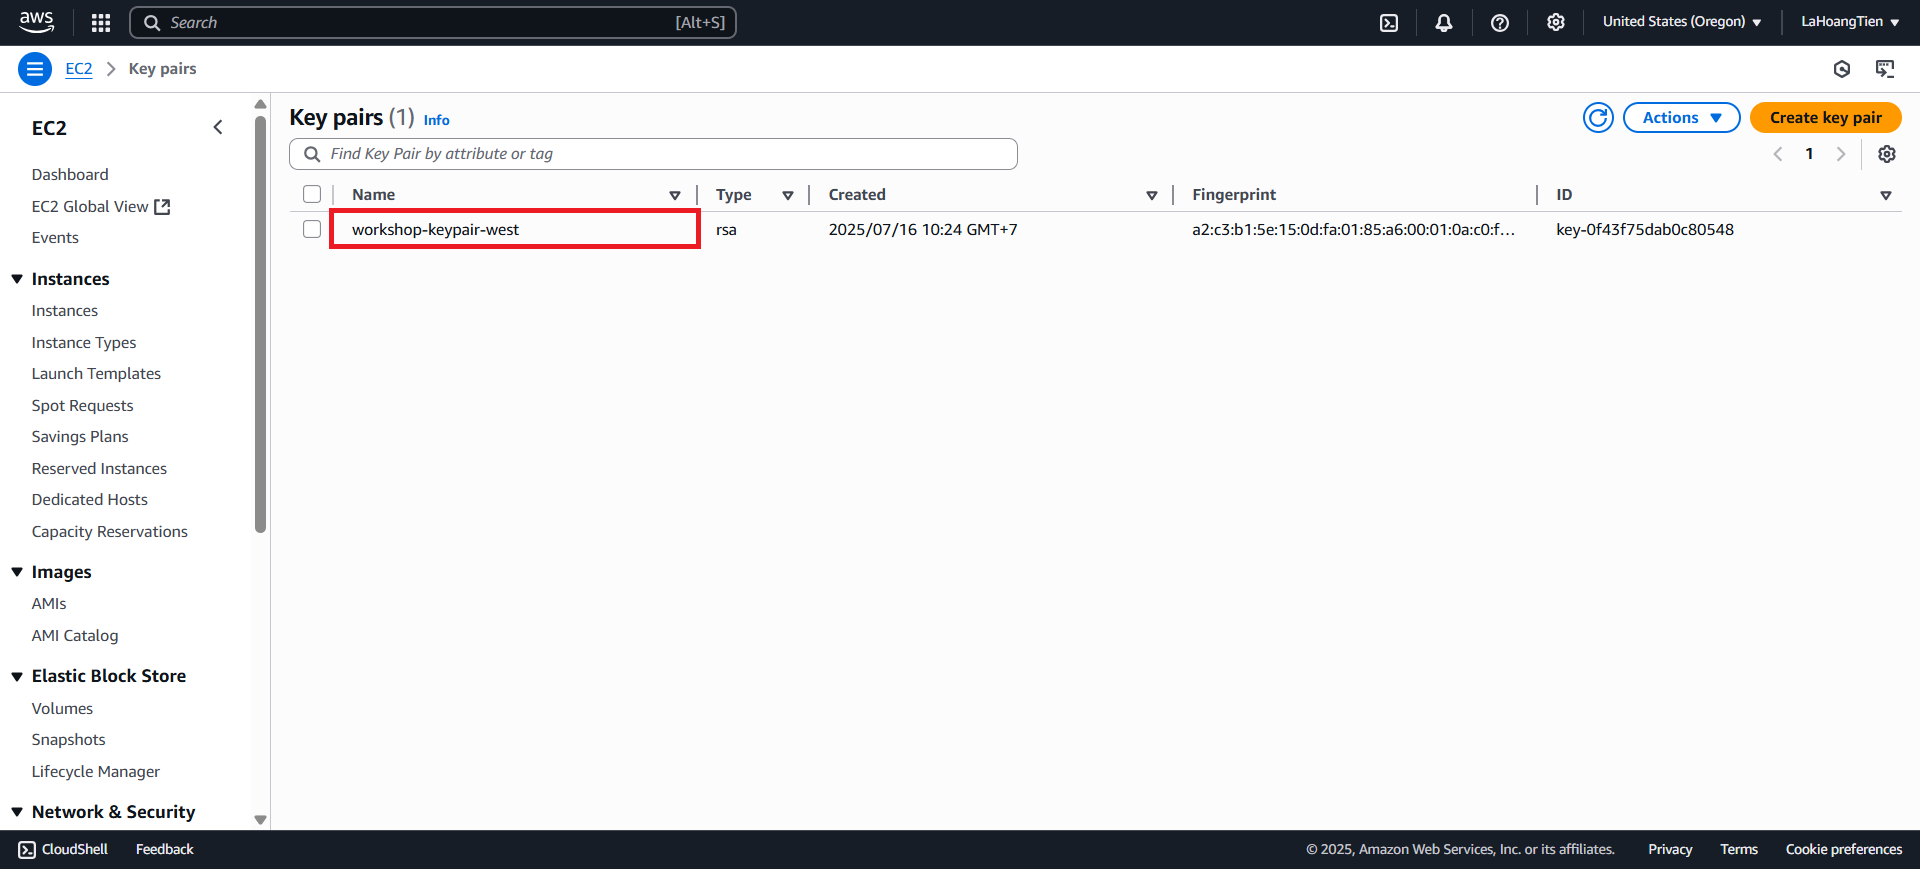 aws
Search [Alt+S]
United States (Oregon)
LaHoangTien
EC2 Key pairs
EC2
Dashboard
EC2 Global View
Events
Instances
Instances
Instance Types
Launch Templates
Spot Requests
Savings Plans
Reserved Instances
Dedicated Hosts
Capacity Reservations
Images
AMIs
AMI Catalog
Elastic Block Store
Volumes
Snapshots
Lifecycle Manager
Network & Security
Key pairs (1) Info
Actions
Create key pair
Find Key Pair by attribute or tag
1
Name Type Created Fingerprint ID
workshop-keypair-west rsa 2025/07/16 10:24 GMT+7 a2:c3:b1:5e:15:0d:fa:01:85:a6:00:01:0a:c0:f... key-0f43f75dab0c80548
CloudShell Feedback © 2025, Amazon Web Services, Inc. or its affiliates. Privacy Terms Cookie preferences